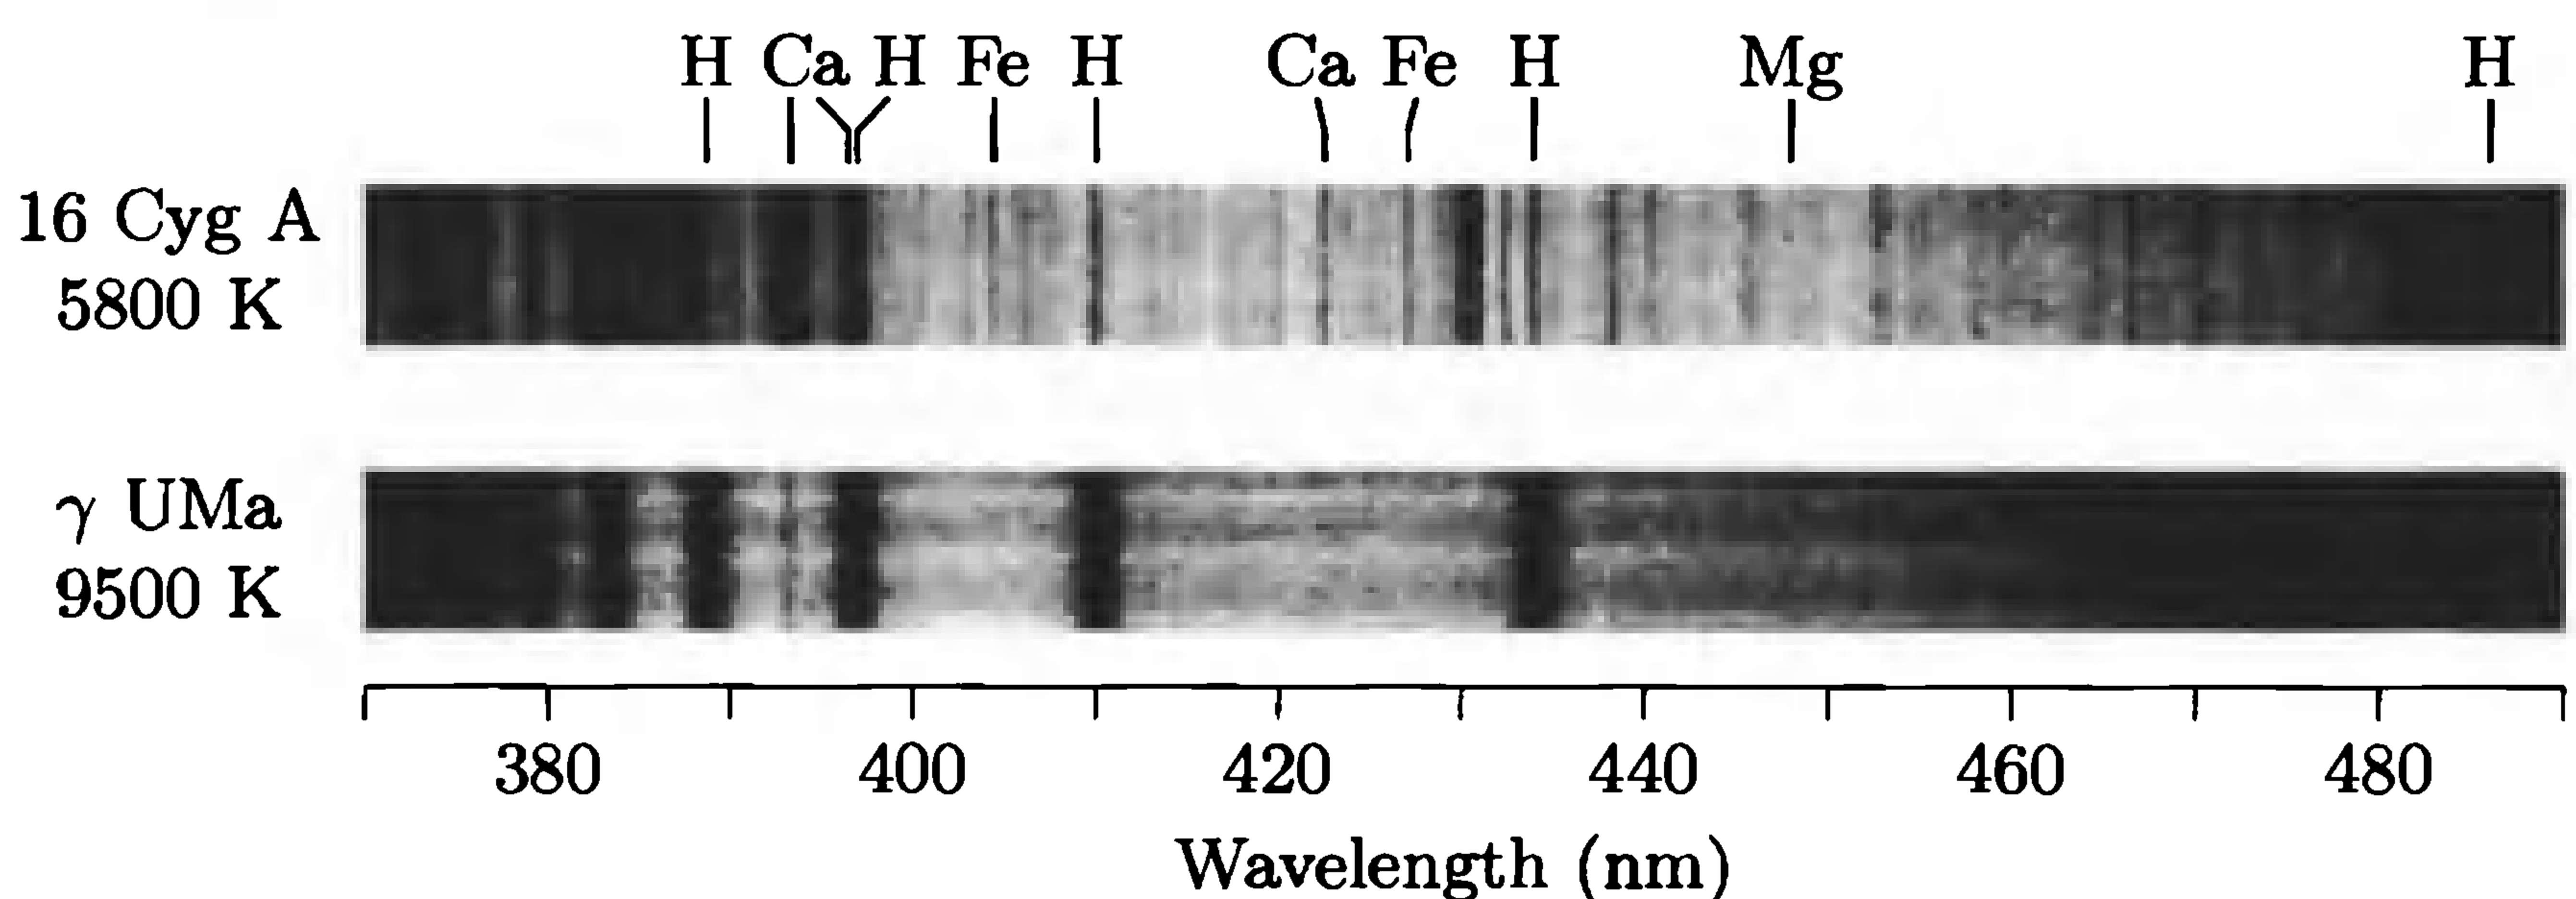 H Ca H Fe H Ca Fe H Mg H
16 Cyg A
5800 K
γ UMa
9500 K
380 400 420 440 460 480
Wavelength (nm)